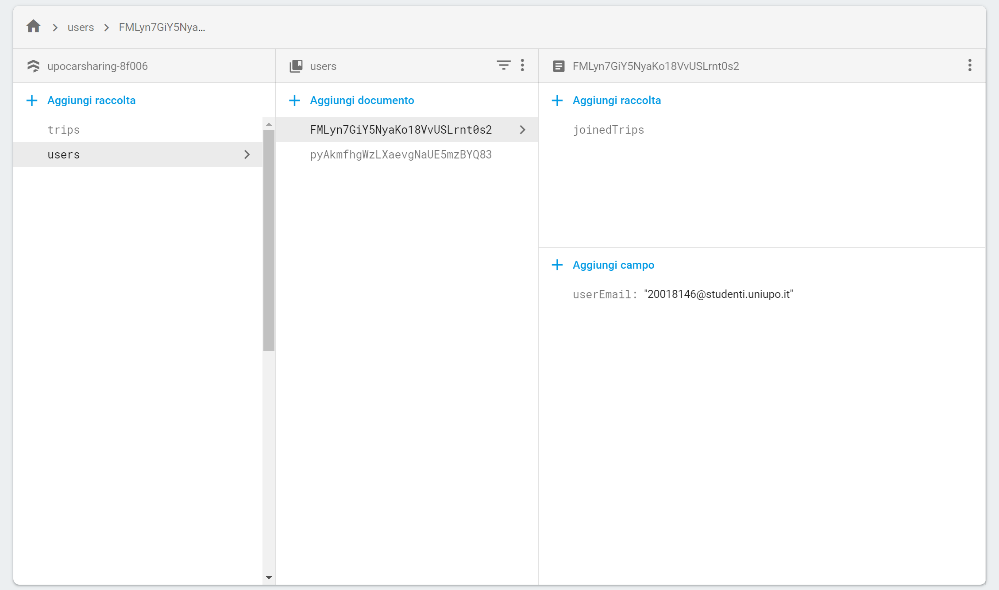 users FMLyn7GiY5Nya...
upocarsharing-8f006
users
FMLyn7GiY5NyaKo18VvUSLrnt0s2
Aggiungi raccolta
Aggiungi documento
Aggiungi raccolta
trips
FMLyn7GiY5NyaKo18VvUSLrnt0s2
joinedTrips
users
pyAkmfhgWzLXaevgNaUE5mzBYQ83
Aggiungi campo
userEmail: "20018146@studenti.uniupo.it"